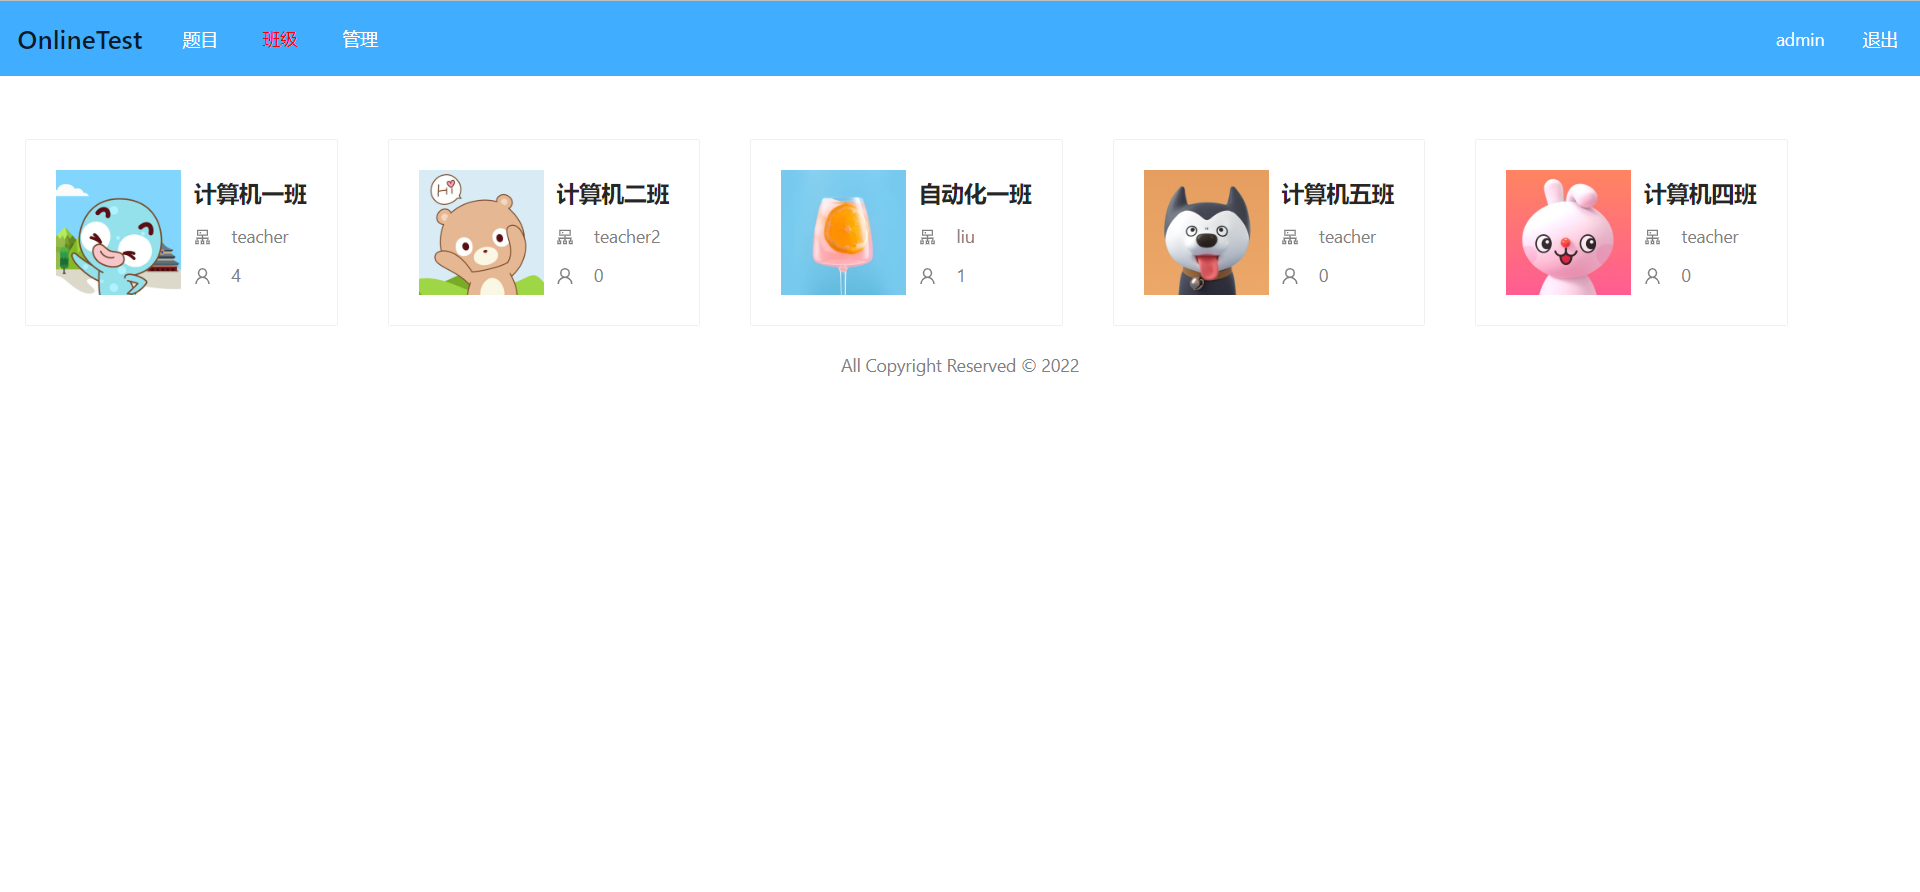 OnlineTest 题目 班级 管理 admin 退出
计算机一班
teacher
4
Hi
计算机二班
teacher2
0
自动化一班
liu
1
计算机五班
teacher
0
计算机四班
teacher
0
All Copyright Reserved © 2022